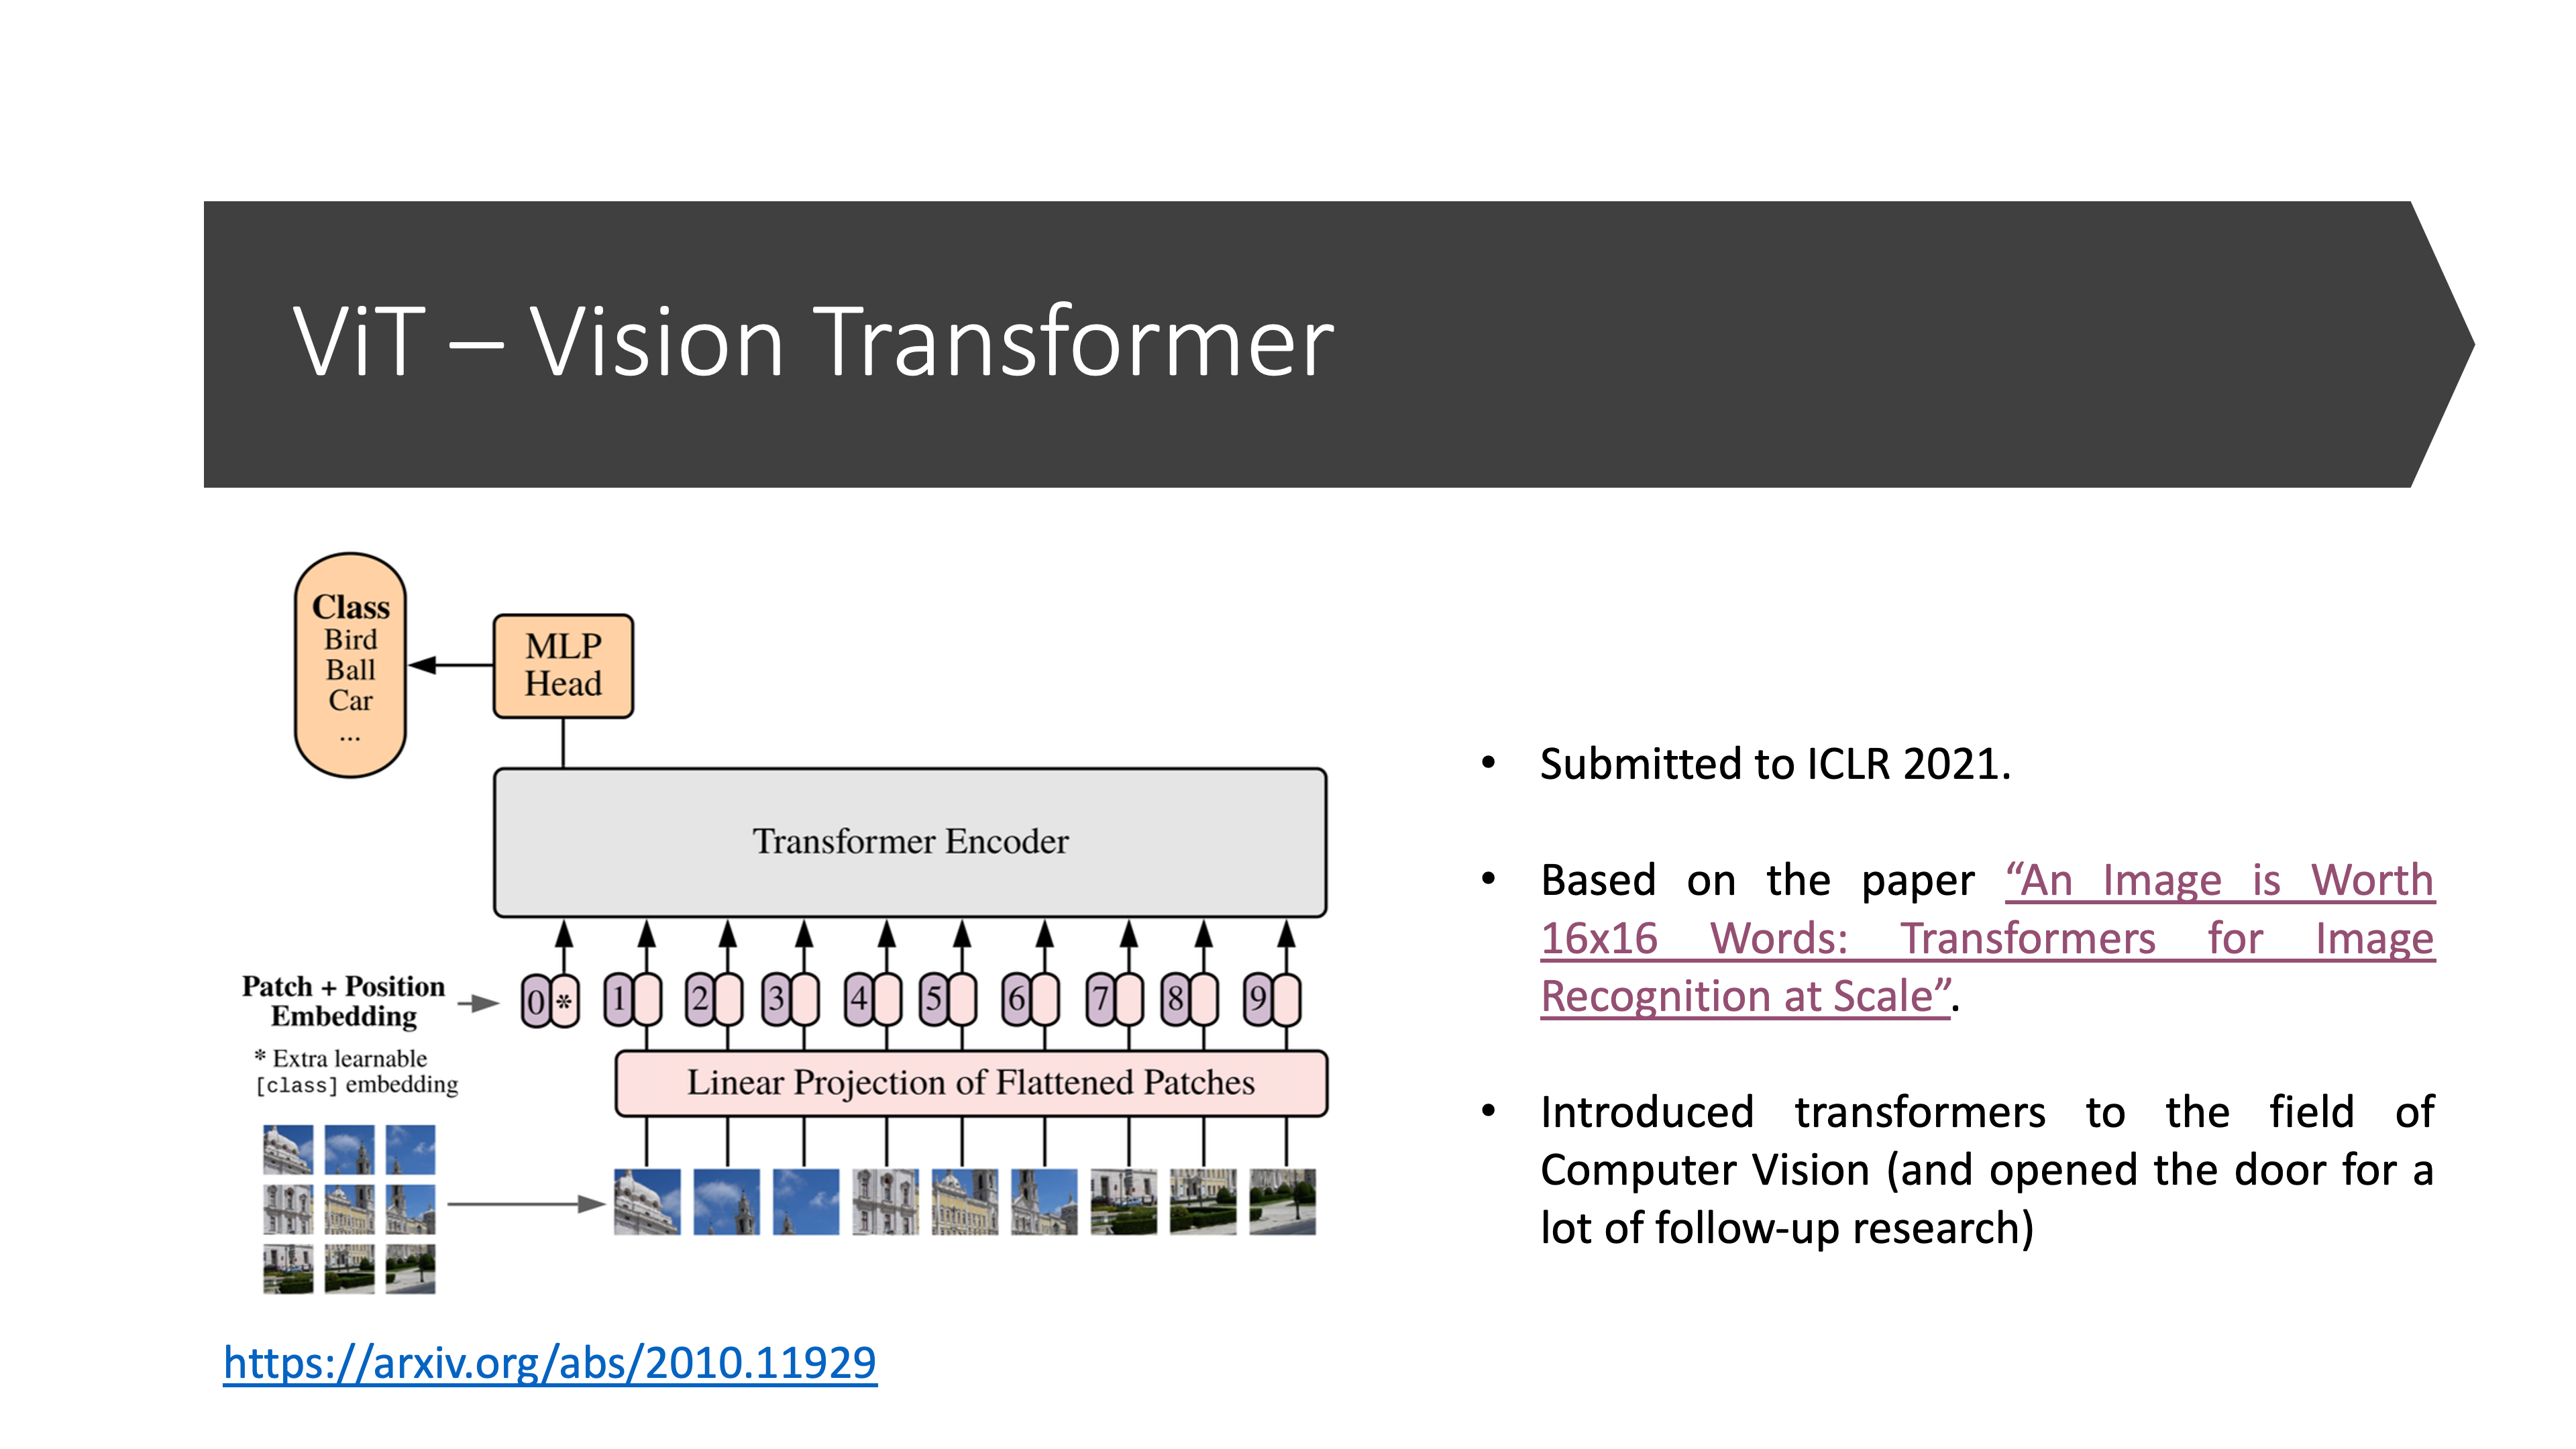 ViT – Vision Transformer
Class
Bird
Ball
Car
...
MLP
Head
Transformer Encoder
Patch + Position
Embedding
0 * 1 2 3 4 5 6 7 8 9
* Extra learnable
[class] embedding
Linear Projection of Flattened Patches
https://arxiv.org/abs/2010.11929
• Submitted to ICLR 2021.
• Based on the paper “An Image is Worth
16x16 Words: Transformers for Image
Recognition at Scale”.
• Introduced transformers to the field of
Computer Vision (and opened the door for a
lot of follow-up research)